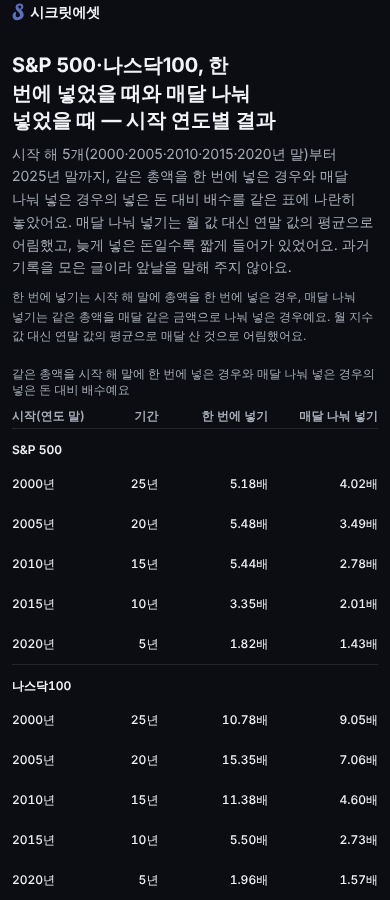 시크릿에셋
S&P 500·나스닥100, 한
번에 넣었을 때와 매달 나눠
넣었을 때 — 시작 연도별 결과
시작 해 5개(2000·2005·2010·2015·2020년 말)부터
2025년 말까지, 같은 총액을 한 번에 넣은 경우와 매달
나눠 넣은 경우의 넣은 돈 대비 배수를 같은 표에 나란히
놓았어요. 매달 나눠 넣기는 월 값 대신 연말 값의 평균으로
어림했고, 늦게 넣은 돈일수록 짧게 들어가 있었어요. 과거
기록을 모은 글이라 앞날을 말해 주지 않아요.
한 번에 넣기는 시작 해 말에 총액을 한 번에 넣은 경우, 매달 나눠
넣기는 같은 총액을 매달 같은 금액으로 나눠 넣은 경우예요. 월 지수
값 대신 연말 값의 평균으로 매달 산 것으로 어림했어요.
같은 총액을 시작 해 말에 한 번에 넣은 경우와 매달 나눠 넣은 경우의
넣은 돈 대비 배수예요
시작(연도 말) 기간 한 번에 넣기 매달 나눠 넣기
S&P 500
2000년 25년 5.18배 4.02배
2005년 20년 5.48배 3.49배
2010년 15년 5.44배 2.78배
2015년 10년 3.35배 2.01배
2020년 5년 1.82배 1.43배
나스닥100
2000년 25년 10.78배 9.05배
2005년 20년 15.35배 7.06배
2010년 15년 11.38배 4.60배
2015년 10년 5.50배 2.73배
2020년 5년 1.96배 1.57배